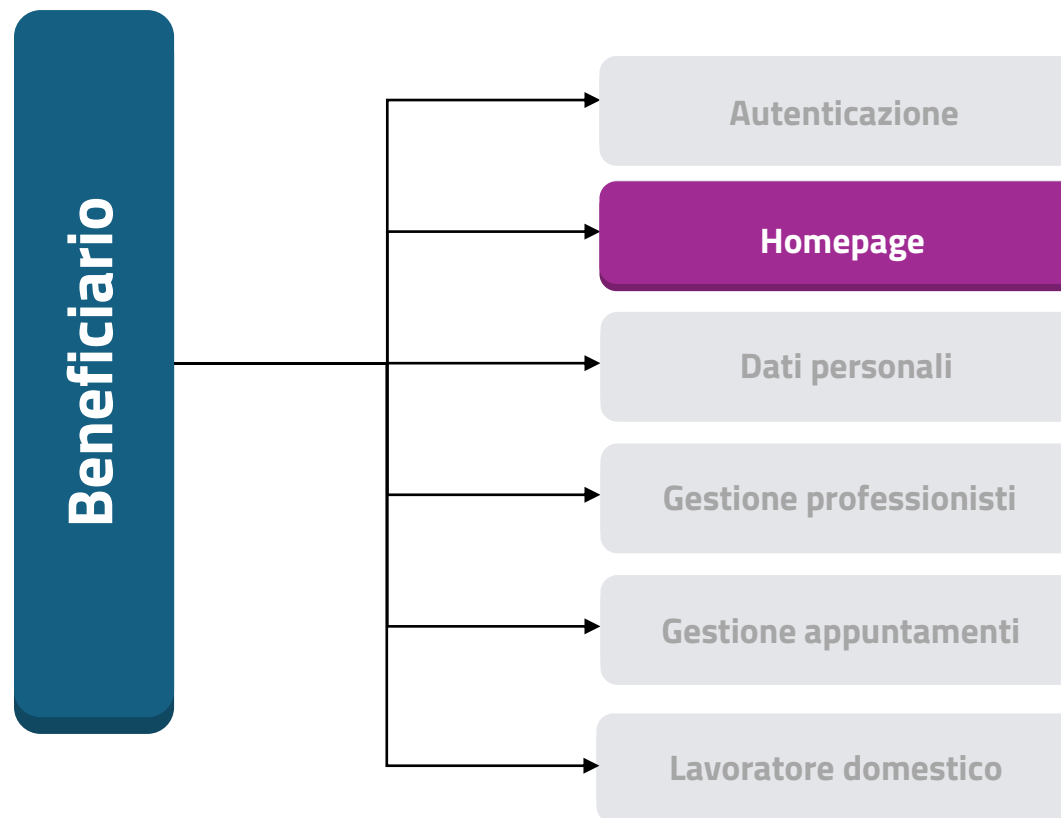 Beneficiario
Autenticazione
Homepage
Dati personali
Gestione professionisti
Gestione appuntamenti
Lavoratore domestico